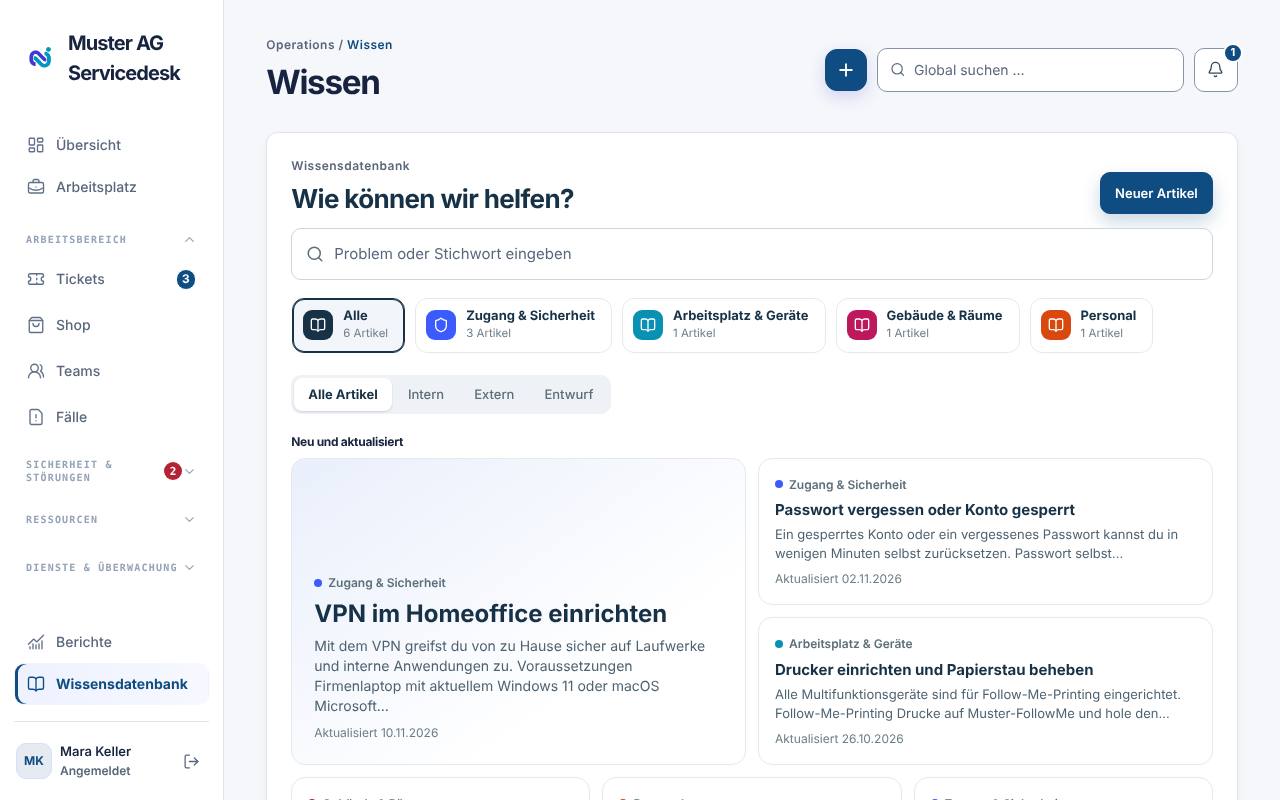 Muster AG
Servicedesk
Übersicht
Arbeitsplatz
ARBEITSBEREICH
Tickets 3
Shop
Teams
Fälle
SICHERHEIT &
STÖRUNGEN
2
RESSOURCEN
DIENSTE & ÜBERWACHUNG
Berichte
Wissensdatenbank
MK
Mara Keller
Angemeldet
Operations / Wissen
Wissen
Global suchen ...
1
Wissensdatenbank
Wie können wir helfen?
Neuer Artikel
Problem oder Stichwort eingeben
Alle
6 Artikel
Zugang & Sicherheit
3 Artikel
Arbeitsplatz & Geräte
1 Artikel
Gebäude & Räume
1 Artikel
Personal
1 Artikel
Alle Artikel Intern Extern Entwurf
Neu und aktualisiert
Zugang & Sicherheit
VPN im Homeoffice einrichten
Mit dem VPN greifst du von zu Hause sicher auf Laufwerke
und interne Anwendungen zu. Voraussetzungen
Firmenlaptop mit aktuellem Windows 11 oder macOS
Microsoft...
Aktualisiert 10.11.2026
Zugang & Sicherheit
Passwort vergessen oder Konto gesperrt
Ein gesperrtes Konto oder ein vergessenes Passwort kannst du in
wenigen Minuten selbst zurücksetzen. Passwort selbst...
Aktualisiert 02.11.2026
Arbeitsplatz & Geräte
Drucker einrichten und Papierstau beheben
Alle Multifunktionsgeräte sind für Follow-Me-Printing eingerichtet.
Follow-Me-Printing Drucke auf Muster-FollowMe und hole den...
Aktualisiert 26.10.2026